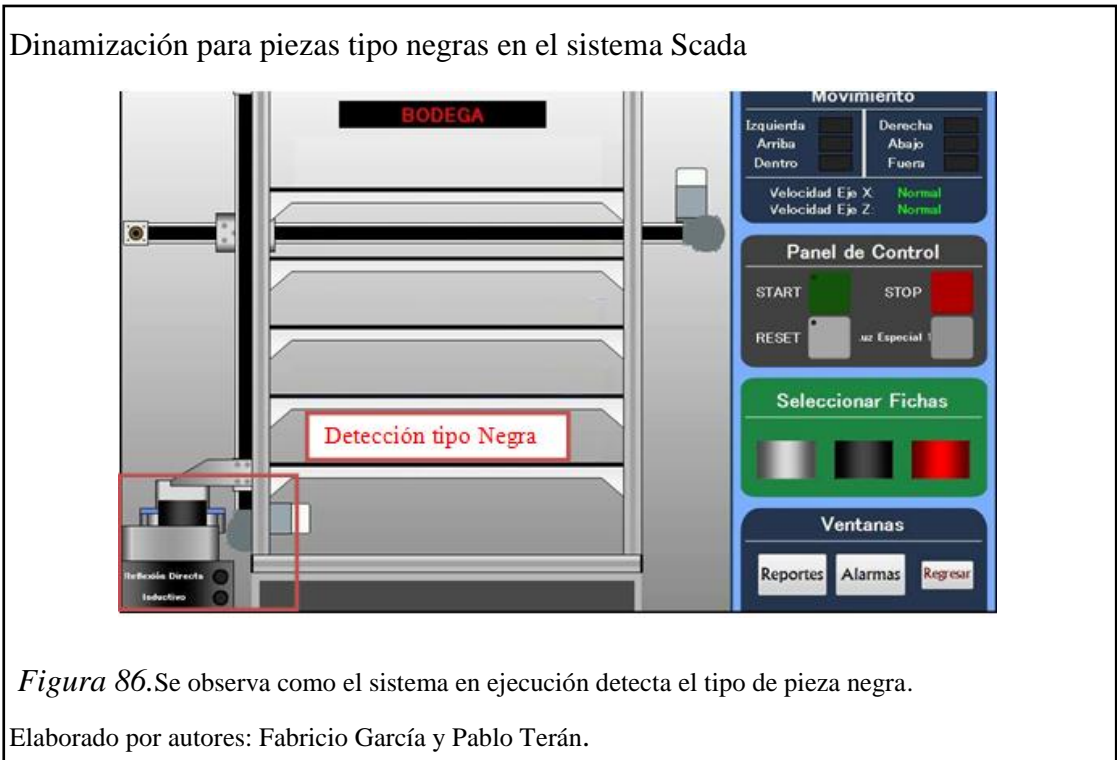 Dinamización para piezas tipo negras en el sistema Scada
BODEGA
Movimiento
Izquierda Derecha
Arriba Abajo
Dentro Fuera
Velocidad Eje X: Normal
Velocidad Eje Z: Normal
Panel de Control
START STOP
RESET uz Especial 1
Seleccionar Fichas
Detección tipo Negra
Reflexión Directa
Inductivo
Ventanas
Reportes Alarmas Regresar
Figura 86.Se observa como el sistema en ejecución detecta el tipo de pieza negra.
Elaborado por autores: Fabricio García y Pablo Terán.